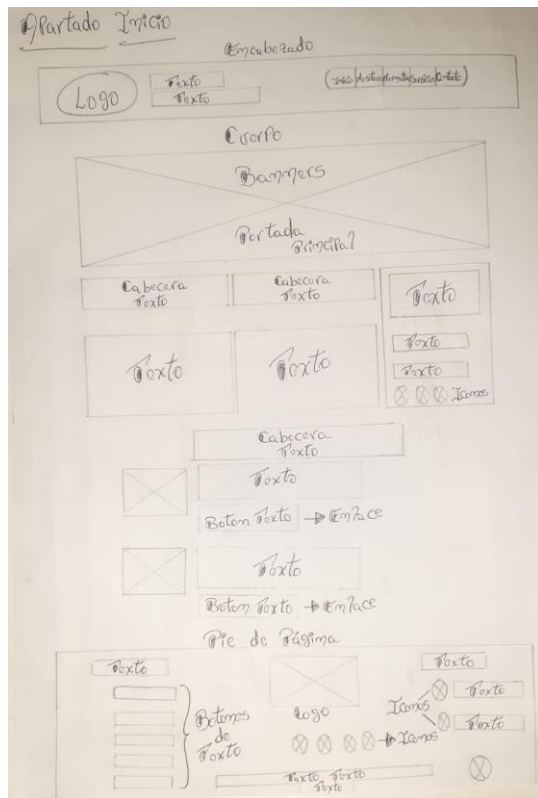 Apartado Inicio
Encabezado
Logo
Texto
Texto
Contacto
Cuerpo
Banners
Portada
Principal
Cabecera
Texto
Cabecera
Texto
Texto
Texto
Texto
Texto
Texto
Iconos
Cabecera
Texto
Texto
Boton Texto → Enlace
Texto
Boton Texto → Enlace
Pie de Página
Texto
Botones
de
Texto
Logo
Iconos
Texto
Iconos
Texto
Texto
Texto Texto
Texto